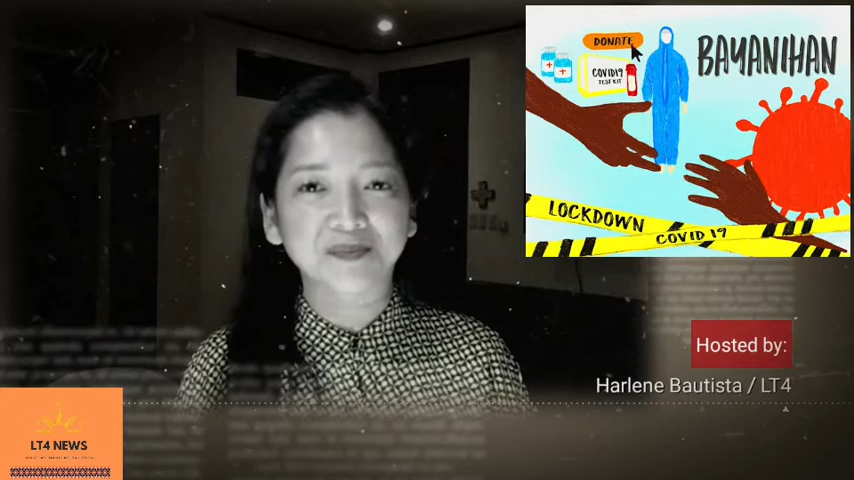 DONATE
BAYANIHAN
COVID19
TEST KIT
LOCKDOWN
COVID 19
Hosted by:
Harlene Bautista / LT4
LT4 NEWS